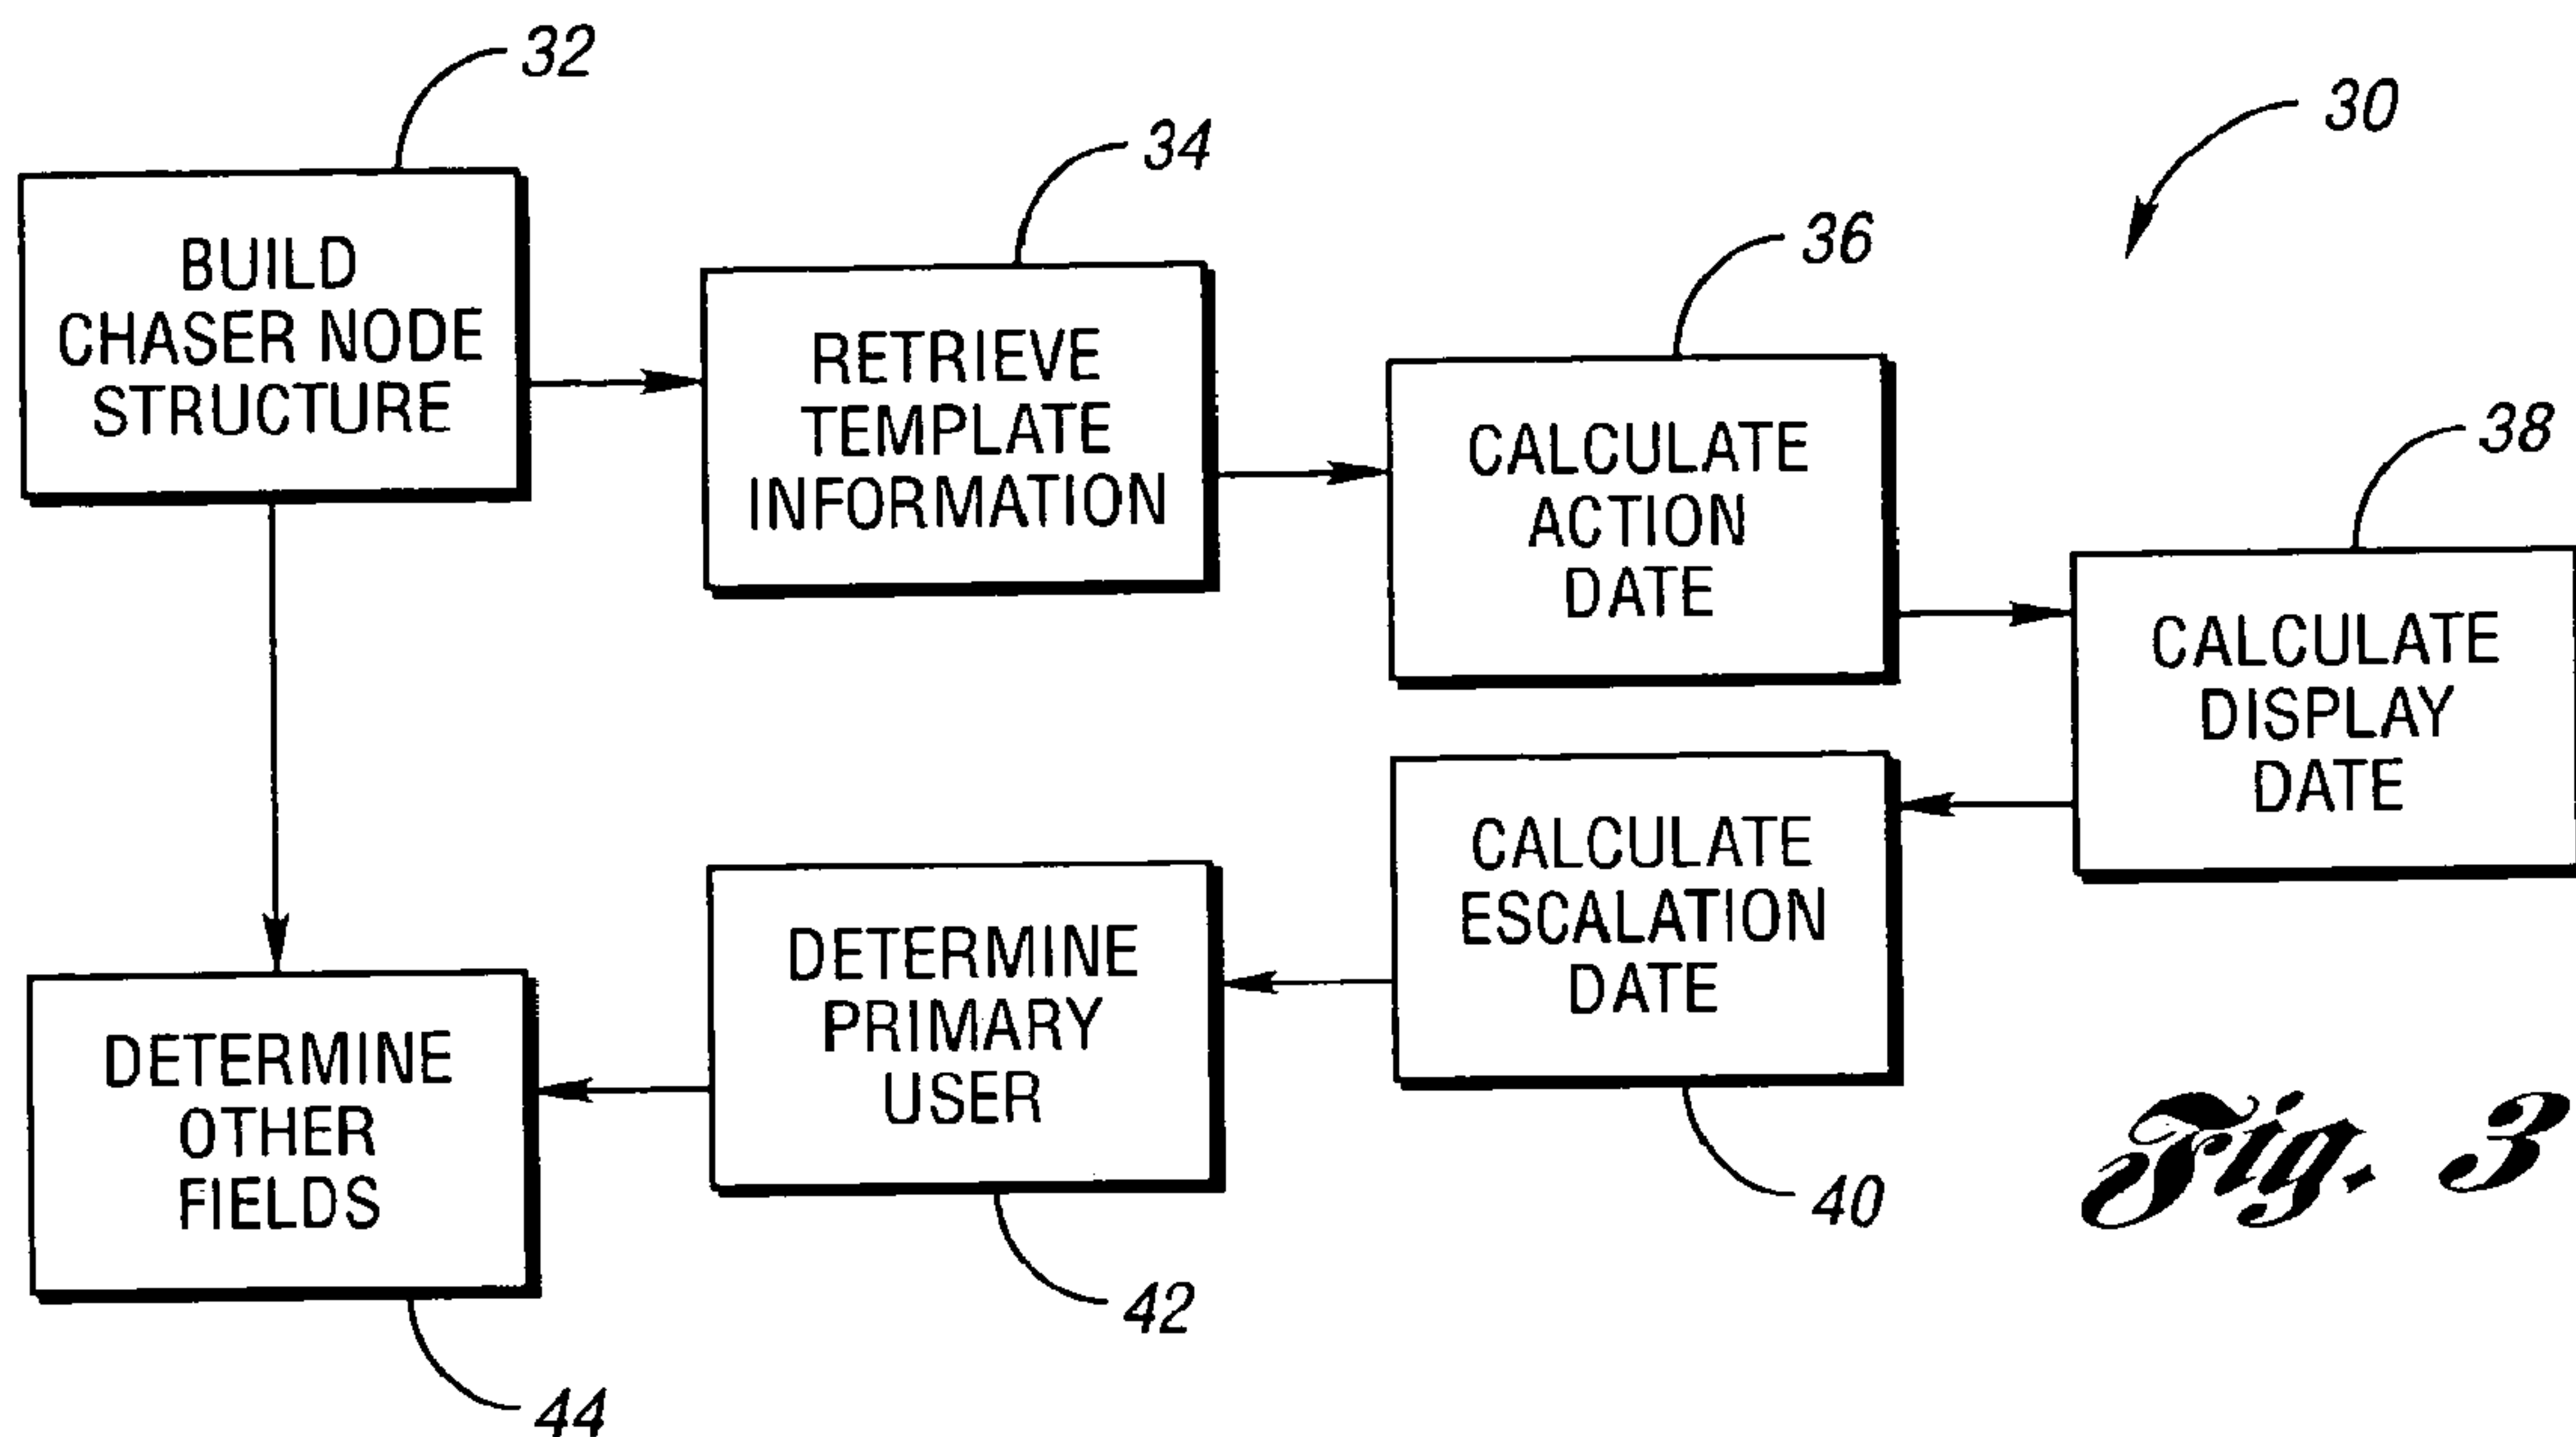 32
BUILD
CHASER NODE
STRUCTURE
34
RETRIEVE
TEMPLATE
INFORMATION
36
CALCULATE
ACTION
DATE
30
38
CALCULATE
DISPLAY
DATE
CALCULATE
ESCALATION
DATE
40
DETERMINE
PRIMARY
USER
42
DETERMINE
OTHER
FIELDS
44
Fig. 3